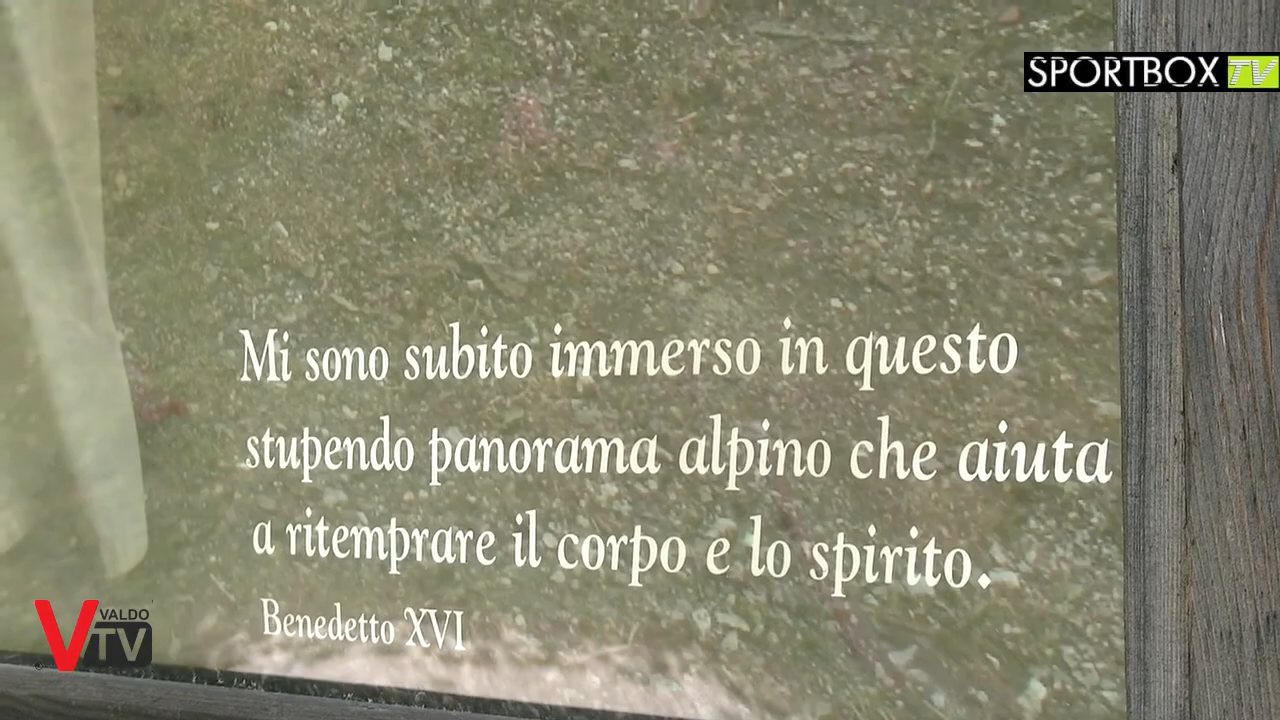 SPORTBOX TV
Mi sono subito immerso in questo
stupendo panorama alpino che aiuta
a ritemprare il corpo e lo spirito.
Benedetto XVI
VALDO
TV